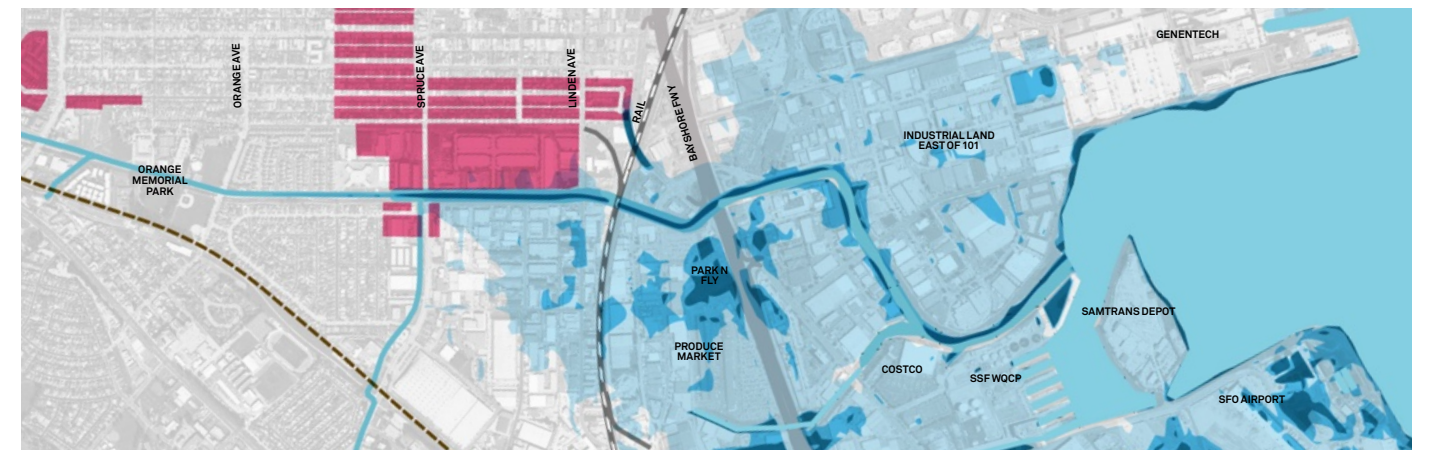 GENENTECH
ORANGE AVE
SPRUCE AVE
LINDEN AVE
RAIL
BAYSHORE FWY
INDUSTRIAL LAND
EAST OF 101
ORANGE
MEMORIAL
PARK
PARK N
FLY
SAMTRANS DEPOT
PRODUCE
MARKET
COSTCO
SSF WQCP
SFO AIRPORT